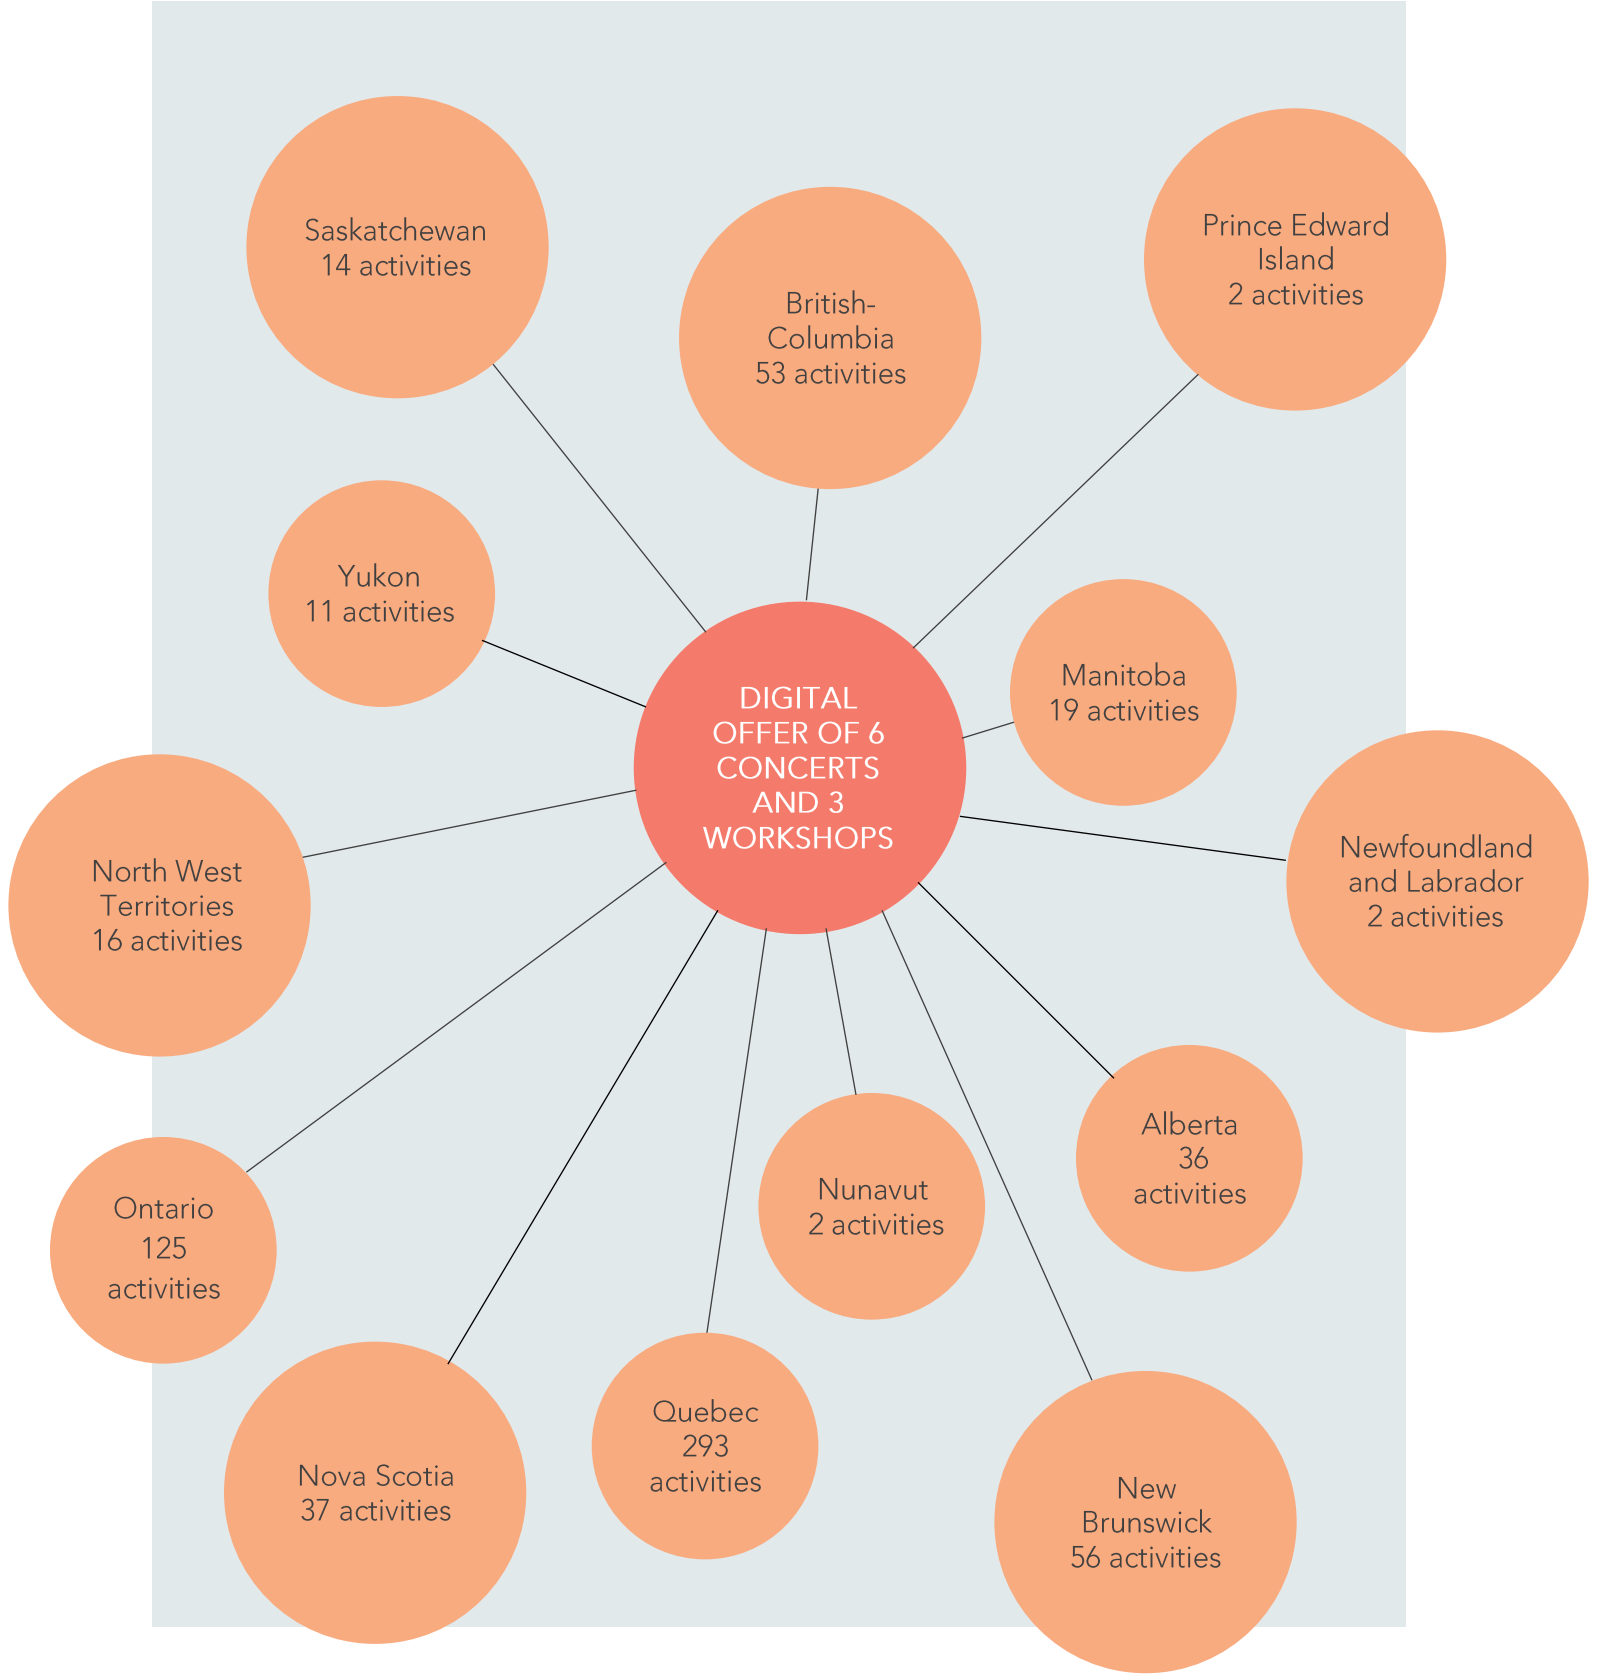 Saskatchewan
14 activities
British-
Columbia
53 activities
Prince Edward
Island
2 activities
Yukon
11 activities
Manitoba
19 activities
DIGITAL
OFFER OF 6
CONCERTS
AND 3
WORKSHOPS
North West
Territories
16 activities
Newfoundland
and Labrador
2 activities
Ontario
125
activities
Nunavut
2 activities
Alberta
36
activities
Nova Scotia
37 activities
Quebec
293
activities
New
Brunswick
56 activities